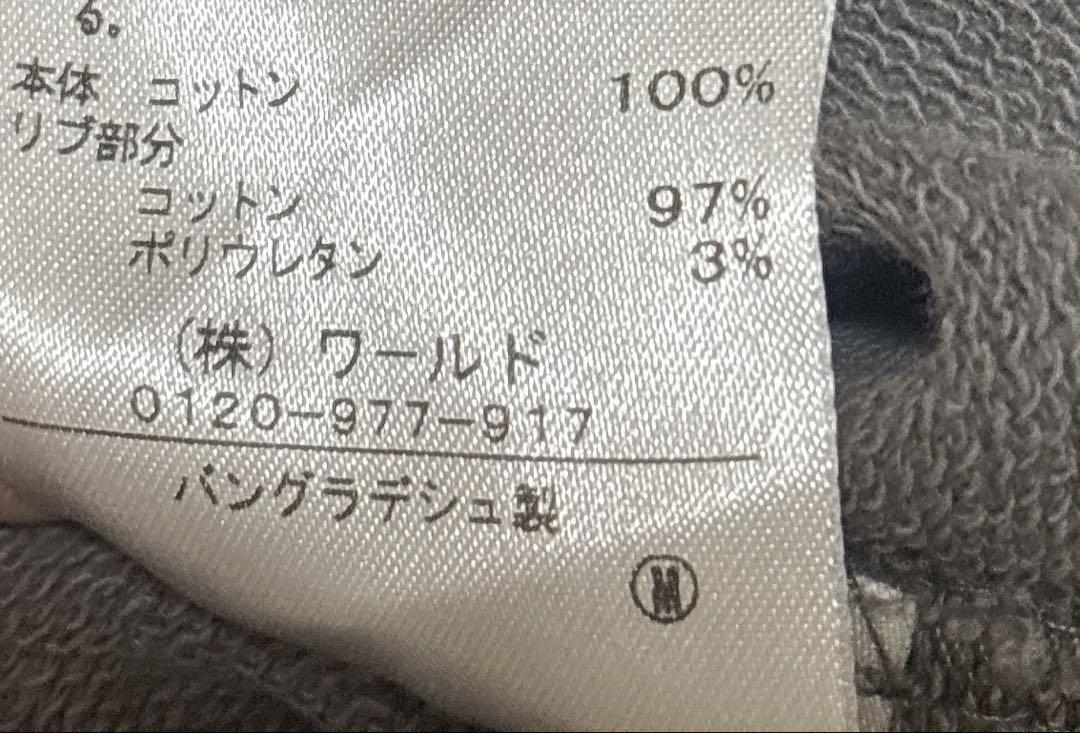 る。
本体 コットン 100%
リブ部分
コットン 97%
ポリウレタン 3%
(株) ワールド
0120-977-917
バングラデシュ製
M